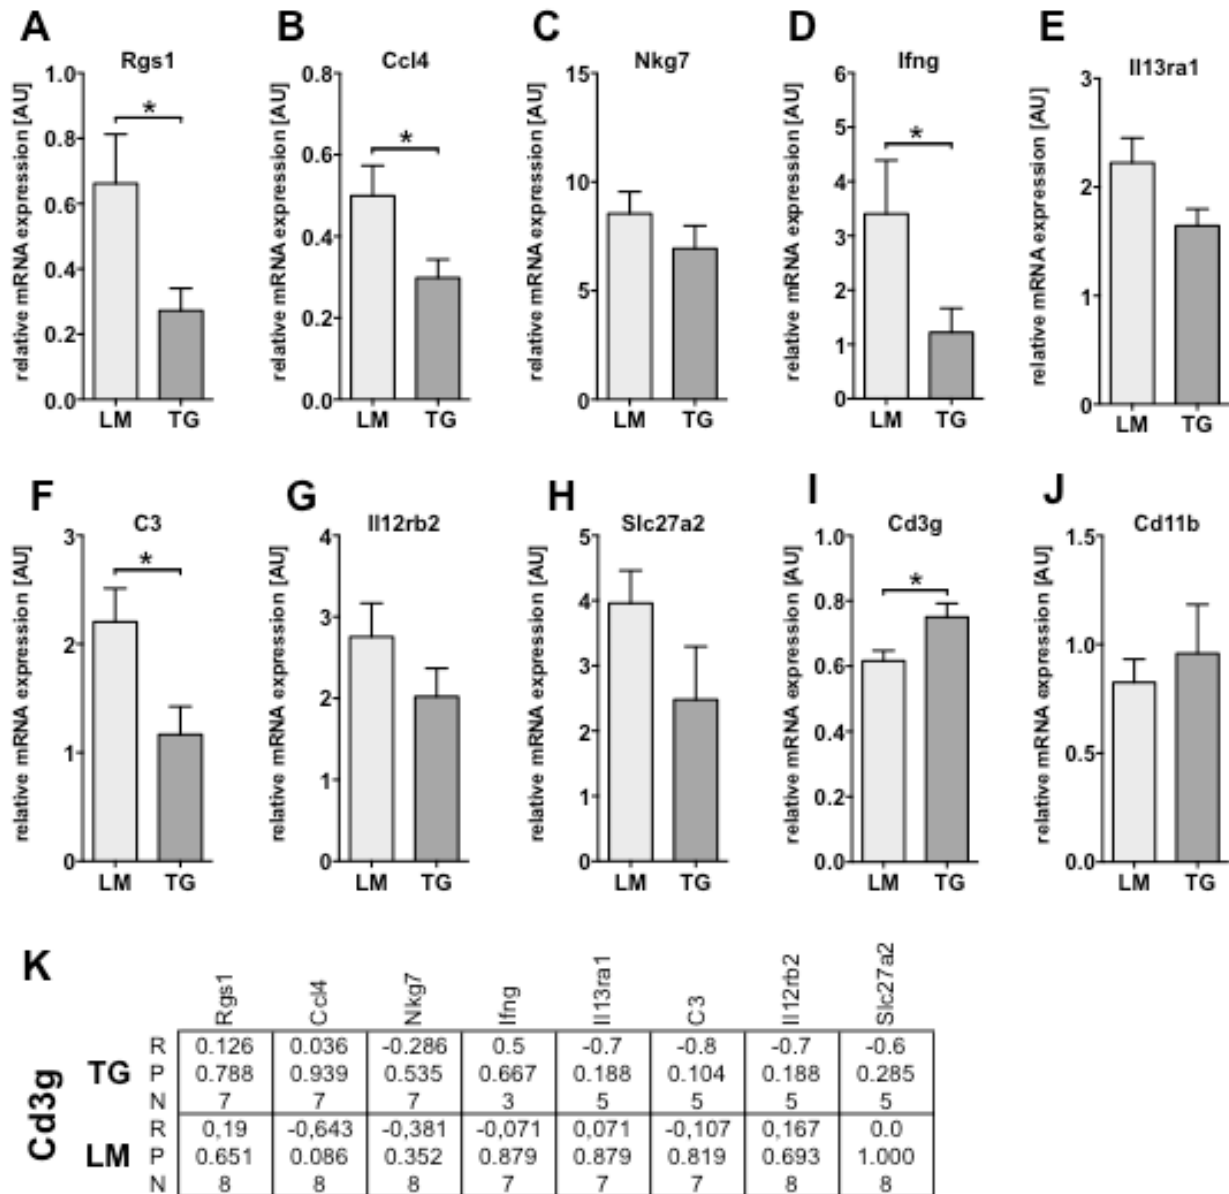 A
Rgs1
relative mRNA expression [AU]
1.0
0.8
0.6
0.4
0.2
0.0
*
LM TG
B
Ccl4
relative mRNA expression [AU]
0.8
0.6
0.4
0.2
0.0
*
LM TG
C
Nkg7
relative mRNA expression [AU]
15
10
5
0
LM TG
D
Ifng
relative mRNA expression [AU]
6
5
4
3
2
1
0
*
LM TG
E
Il13ra1
relative mRNA expression [AU]
3
2
1
0
LM TG
F
C3
relative mRNA expression [AU]
3
2
1
0
*
LM TG
G
Il12rb2
relative mRNA expression [AU]
4
3
2
1
0
LM TG
H
Slc27a2
relative mRNA expression [AU]
5
4
3
2
1
0
LM TG
I
Cd3g
relative mRNA expression [AU]
1.0
0.8
0.6
0.4
0.2
0.0
*
LM TG
J
Cd11b
relative mRNA expression [AU]
1.5
1.0
0.5
0.0
LM TG
K
Rgs1 Ccl4 Nkg7 Ifng Il13ra1 C3 Il12rb2 Slc27a2
Cd3g
TG
R 0.126 0.036 -0.286 0.5 -0.7 -0.8 -0.7 -0.6
P 0.788 0.939 0.535 0.667 0.188 0.104 0.188 0.285
N 7 7 7 3 5 5 5 5
LM
R 0,19 -0,643 -0,381 -0,071 0,071 -0,107 0,167 0.0
P 0.651 0.086 0.352 0.879 0.879 0.819 0.693 1.000
N 8 8 8 7 7 7 8 8